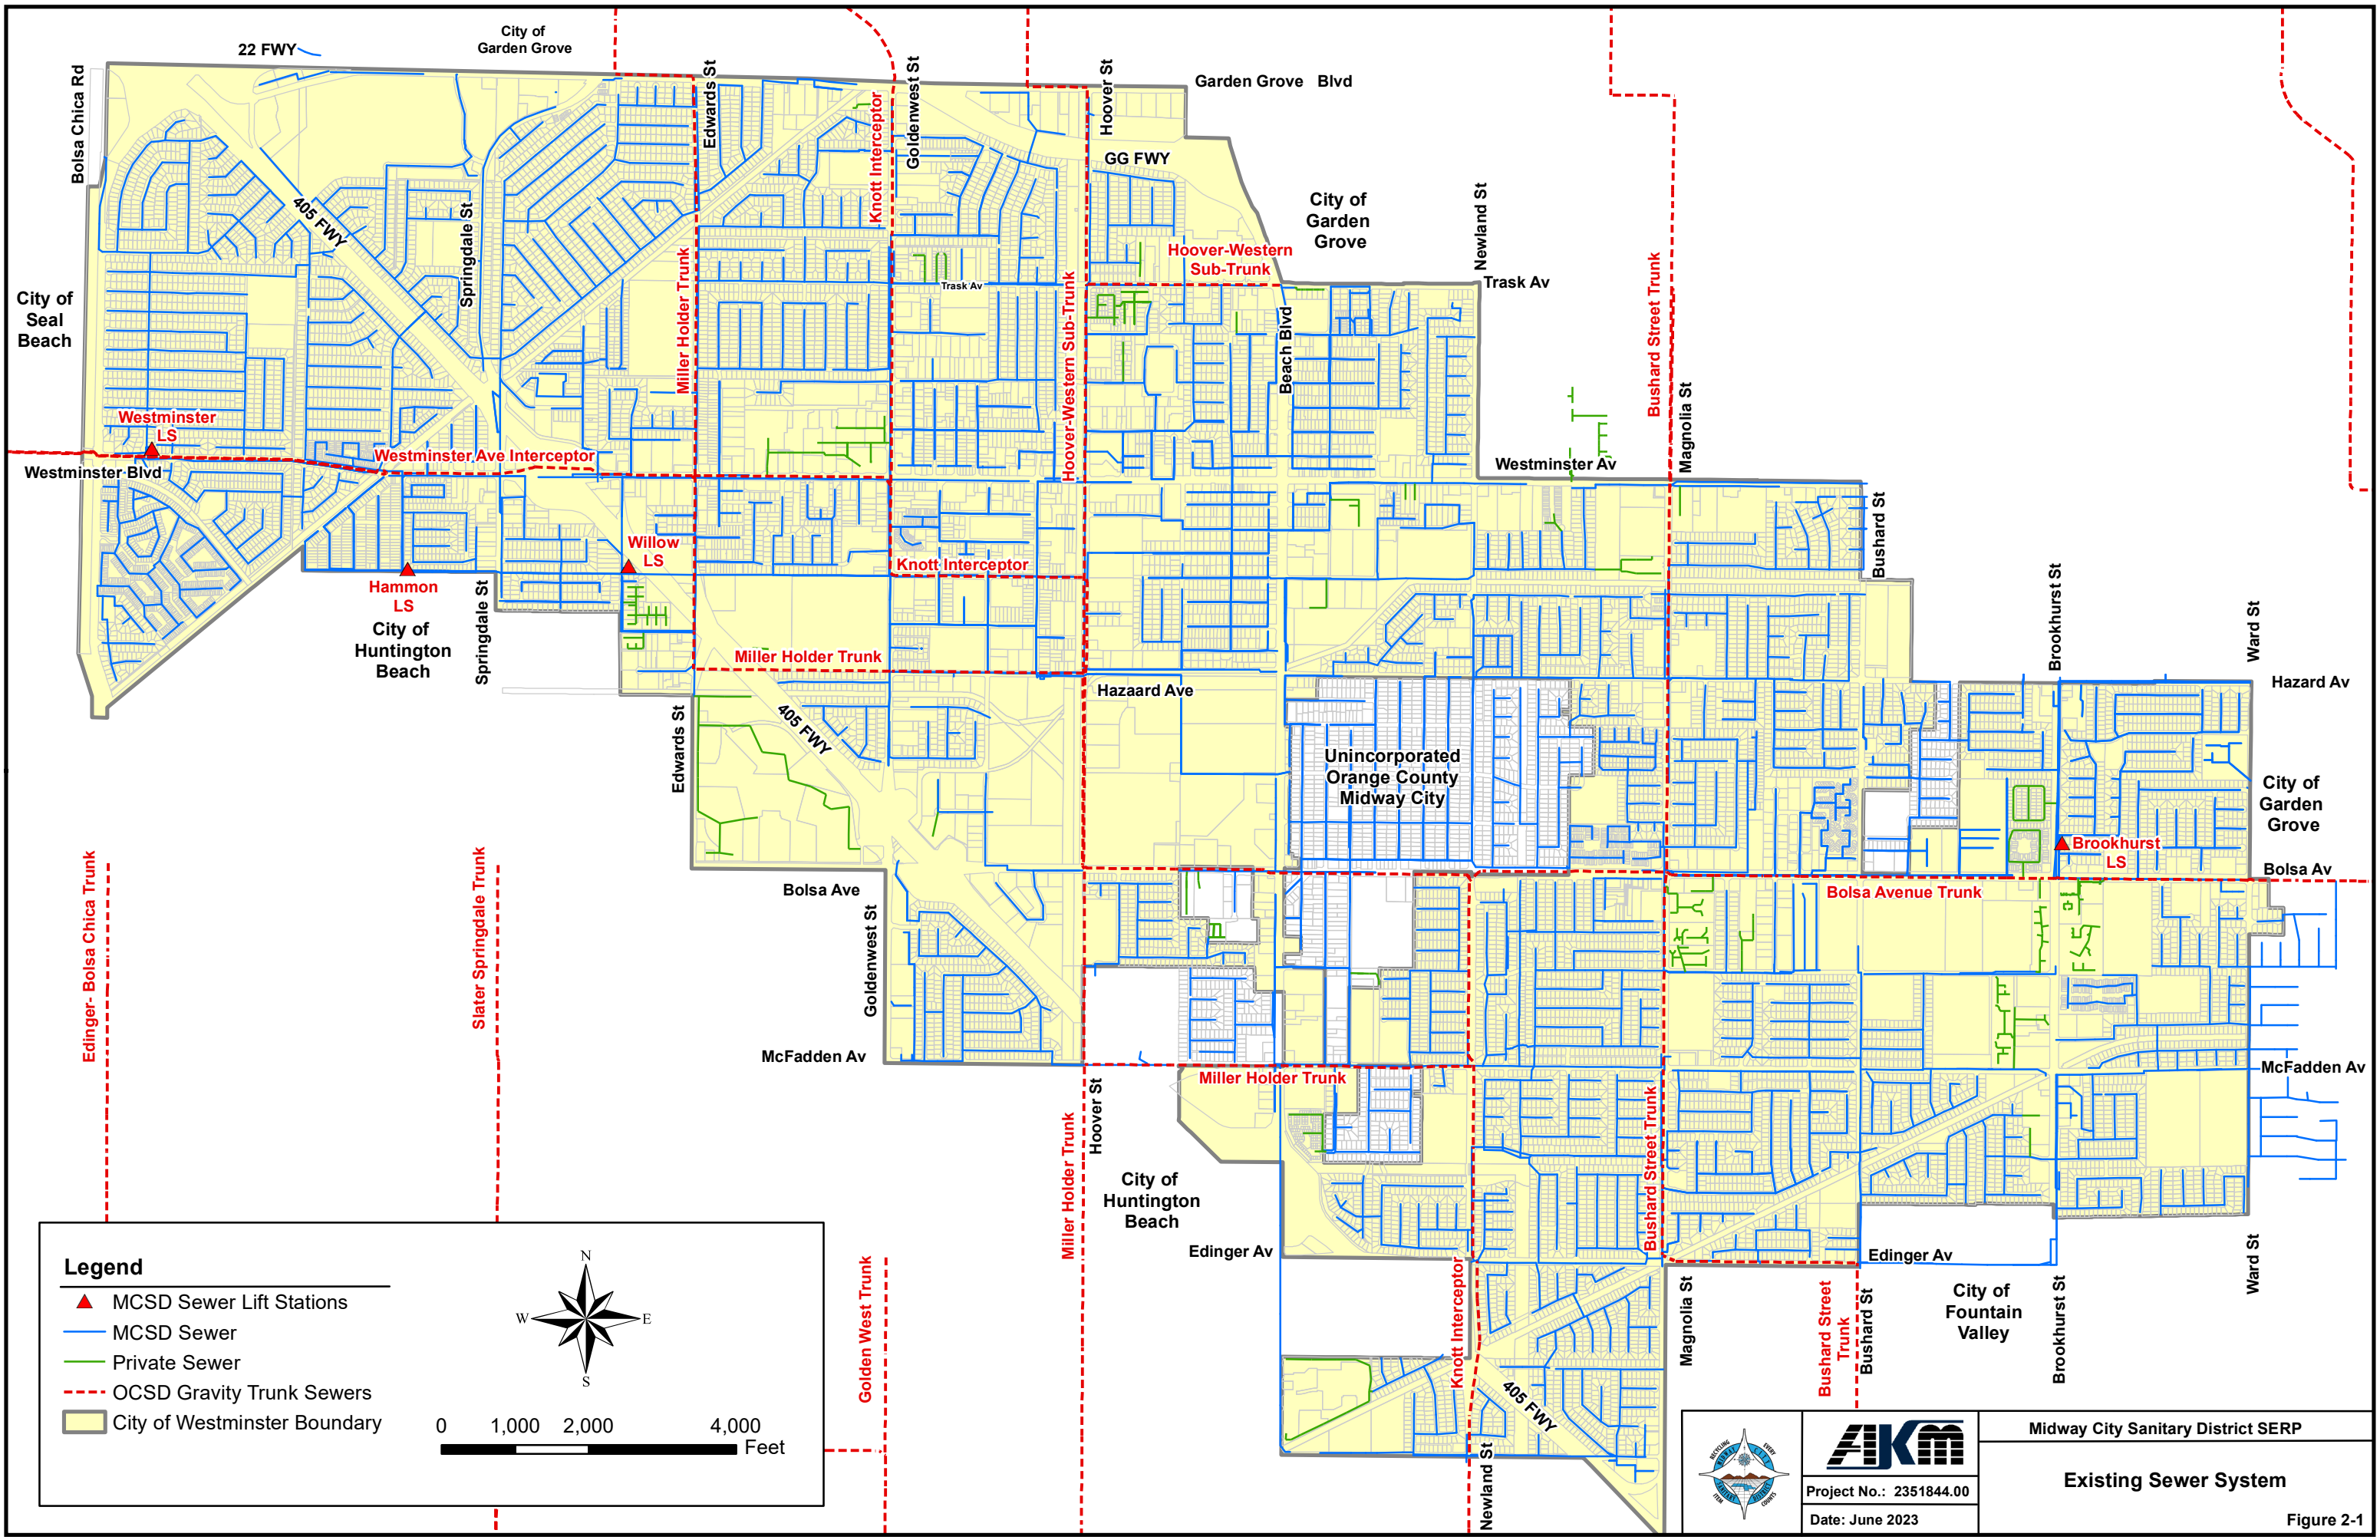 City of
Garden Grove
22 FWY
Bolsa Chica Rd
Edwards St
Goldenwest St
Hoover St
Garden Grove Blvd
Knott Interceptor
GG FWY
405 FWY
Springdale St
City of
Garden
Grove
Newland St
Hoover-Western
Sub-Trunk
Miller Holder Trunk
Trask Av
Trask Av
Hoover-Western Sub-Trunk
Beach Blvd
Bushard Street Trunk
City of
Seal
Beach
Magnolia St
Westminster
LS
Westminster Ave Interceptor
Westminster Blvd
Westminster Av
Bushard St
Willow
LS
Knott Interceptor
Hammon
LS
City of
Huntington
Beach
Springdale St
Brookhurst St
Ward St
Miller Holder Trunk
Hazaard Ave
Hazard Av
Edwards St
405 FWY
Unincorporated
Orange County
Midway City
City of
Garden
Grove
Brookhurst
LS
Bolsa Ave
Bolsa Av
Bolsa Avenue Trunk
Edinger- Bolsa Chica Trunk
Slater Springdale Trunk
Goldenwest St
McFadden Av
McFadden Av
Miller Holder Trunk
Hoover St
Miller Holder Trunk
Bushard Street Trunk
City of
Huntington
Beach
Edinger Av
Edinger Av
Ward St
Golden West Trunk
Knott Interceptor
Magnolia St
Bushard Street
Trunk
Bushard St
City of
Fountain
Valley
Brookhurst St
405 FWY
Newland St
Legend
MCSD Sewer Lift Stations
MCSD Sewer
Private Sewer
OCSD Gravity Trunk Sewers
City of Westminster Boundary
N
W
E
S
0 1,000 2,000 4,000
Feet
RECYCLING
EVERY
ITEM
COUNTS
MIDWAY CITY
SANITARY DISTRICT
AKM
Project No.: 2351844.00
Date: June 2023
Midway City Sanitary District SERP
Existing Sewer System
Figure 2-1